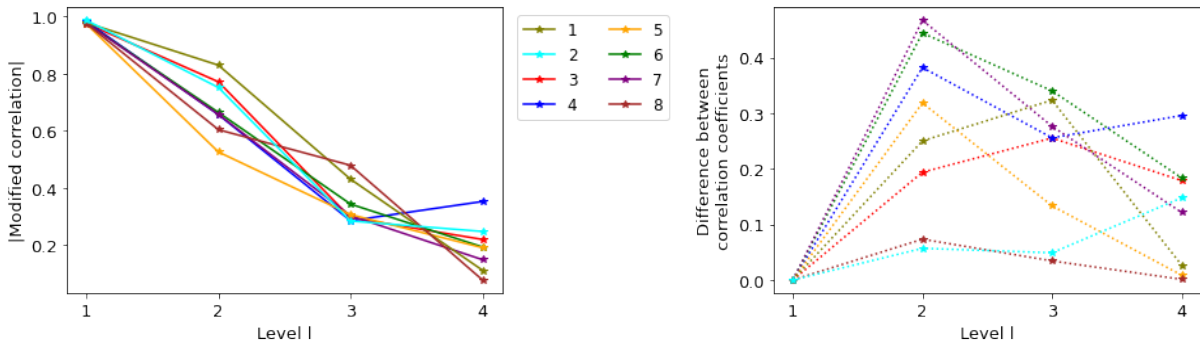 |Modified correlation|
1.0
0.8
0.6
0.4
0.2
1 2 3 4
Level l
1 5
2 6
3 7
4 8
Difference between
correlation coefficients
0.4
0.3
0.2
0.1
0.0
1 2 3 4
Level l